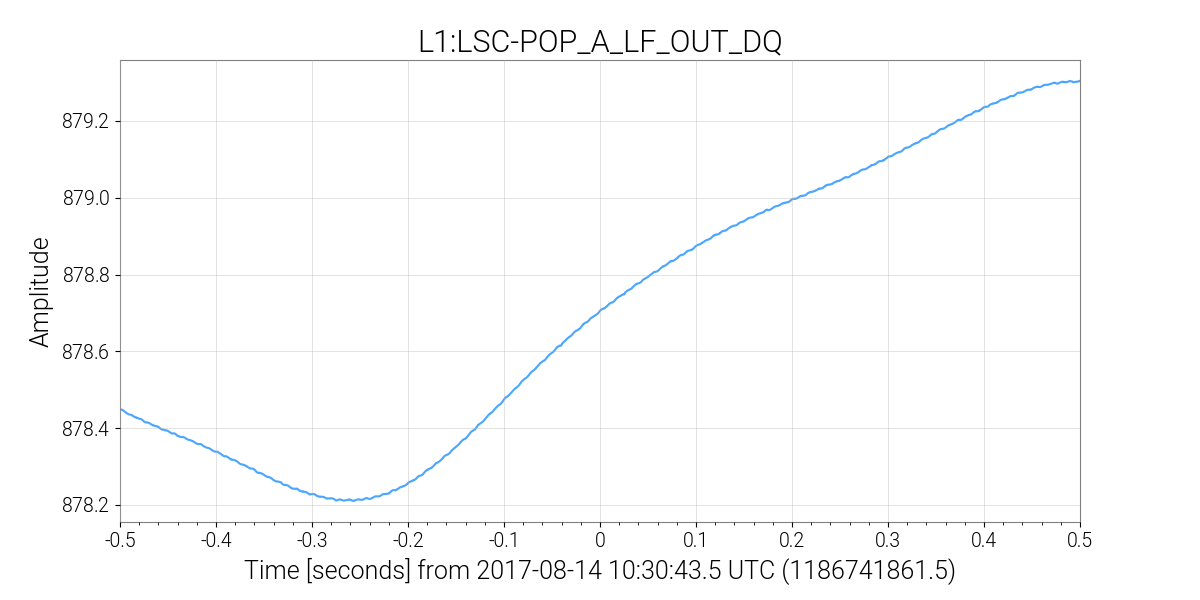 L1:LSC-POP_A_LF_OUT_DQ
Amplitude
879.2
879.0
878.8
878.6
878.4
878.2
-0.5 -0.4 -0.3 -0.2 -0.1 0 0.1 0.2 0.3 0.4 0.5
Time [seconds] from 2017-08-14 10:30:43.5 UTC (1186741861.5)